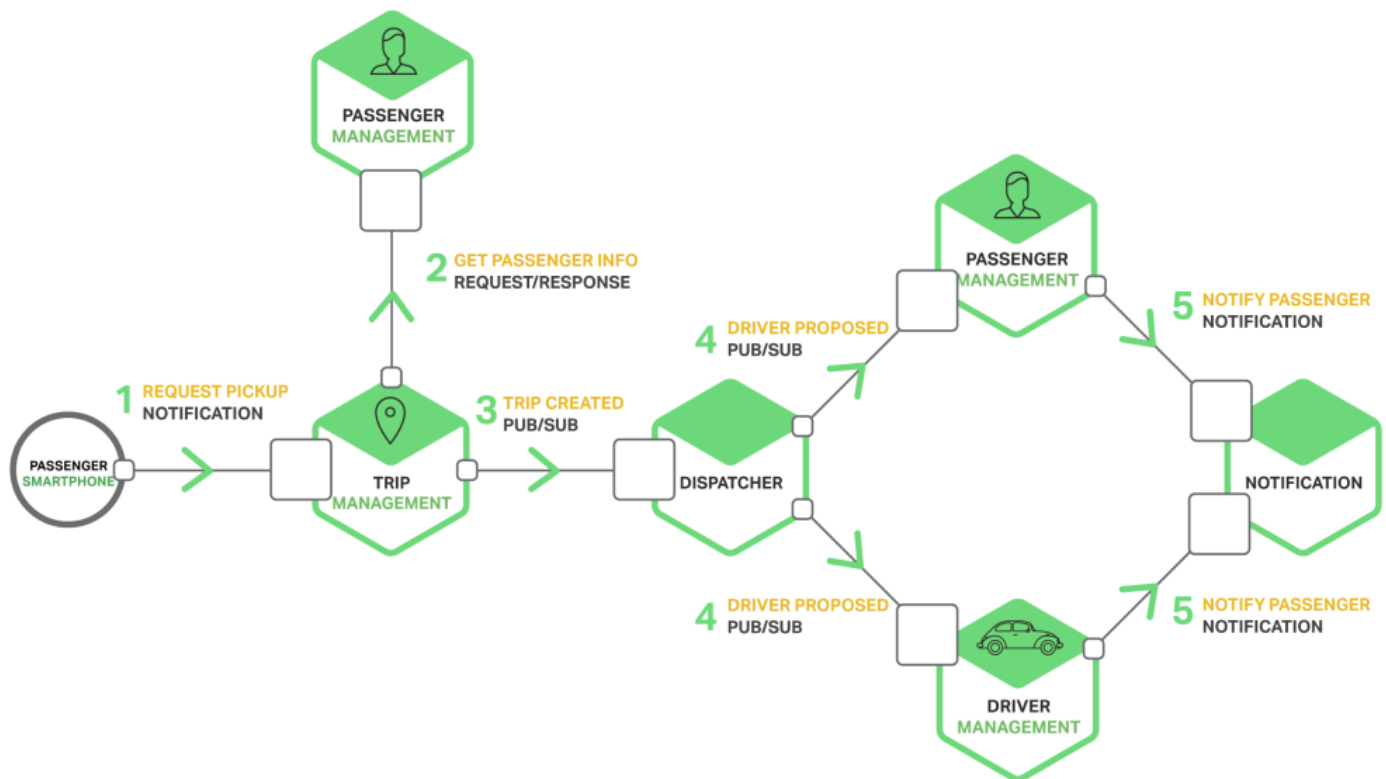 PASSENGER
MANAGEMENT
2 GET PASSENGER INFO
REQUEST/RESPONSE
1 REQUEST PICKUP
NOTIFICATION
PASSENGER
SMARTPHONE
TRIP
MANAGEMENT
3 TRIP CREATED
PUB/SUB
DISPATCHER
4 DRIVER PROPOSED
PUB/SUB
PASSENGER
MANAGEMENT
4 DRIVER PROPOSED
PUB/SUB
DRIVER
MANAGEMENT
5 NOTIFY PASSENGER
NOTIFICATION
NOTIFICATION
5 NOTIFY PASSENGER
NOTIFICATION